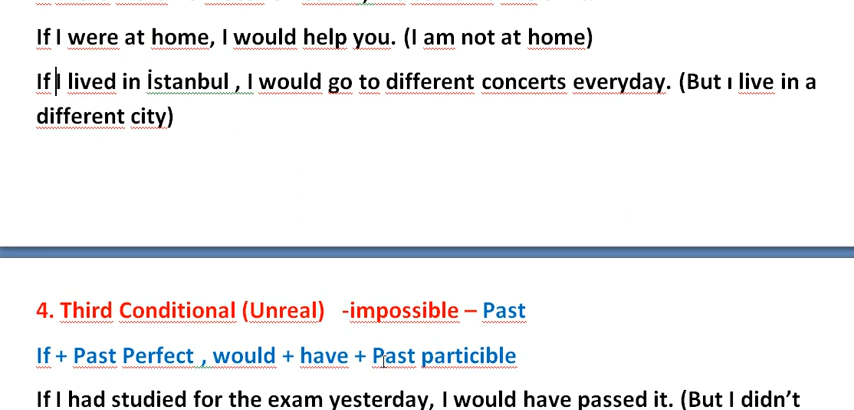 If I were at home, I would help you. (I am not at home)
If I lived in İstanbul , I would go to different concerts everyday. (But ı live in a
different city)
4. Third Conditional (Unreal) -impossible – Past
If + Past Perfect , would + have + Past particible
If I had studied for the exam yesterday, I would have passed it. (But I didn’t